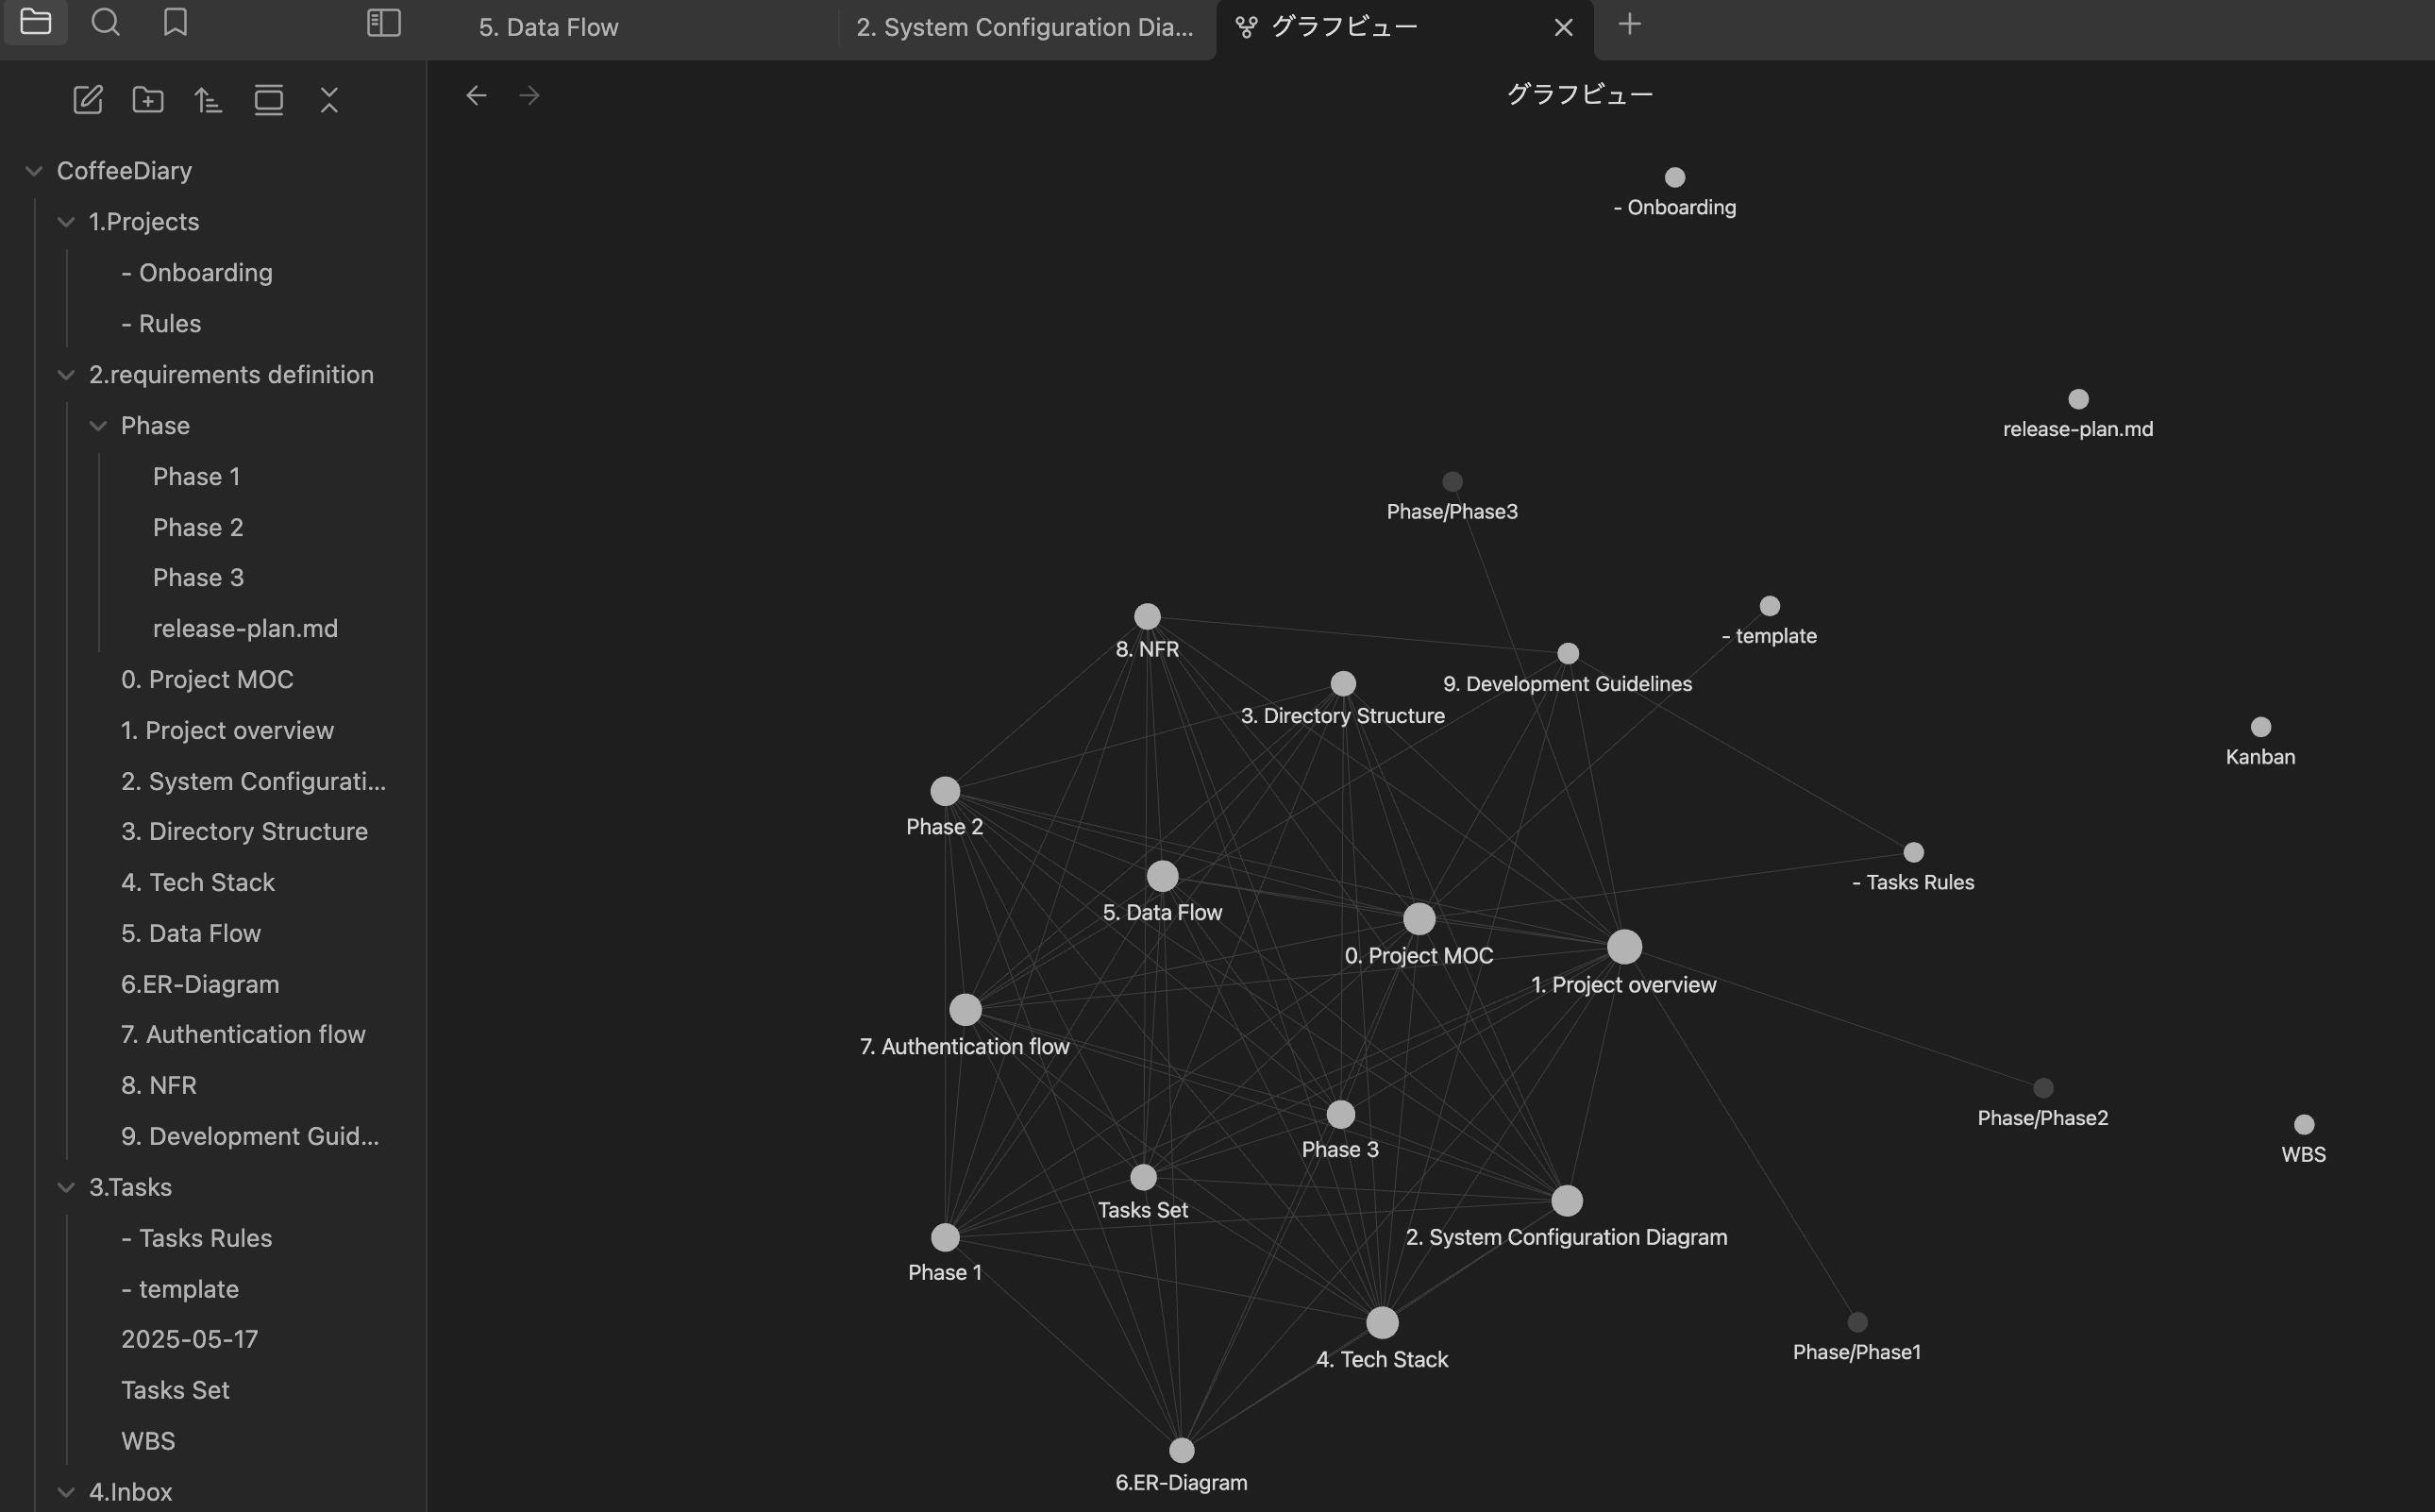 5. Data Flow
2. System Configuration Dia...
グラフビュー
グラフビュー
CoffeeDiary
1.Projects
- Onboarding
- Rules
2.requirements definition
Phase
Phase 1
Phase 2
Phase 3
release-plan.md
0. Project MOC
1. Project overview
2. System Configurati...
3. Directory Structure
4. Tech Stack
5. Data Flow
6.ER-Diagram
7. Authentication flow
8. NFR
9. Development Guid...
3.Tasks
- Tasks Rules
- template
2025-05-17
Tasks Set
WBS
4.Inbox
- Onboarding
release-plan.md
Phase/Phase3
- template
8. NFR
9. Development Guidelines
3. Directory Structure
Kanban
Phase 2
- Tasks Rules
5. Data Flow
0. Project MOC
1. Project overview
7. Authentication flow
Phase/Phase2
Phase 3
WBS
Tasks Set
2. System Configuration Diagram
Phase 1
Phase/Phase1
4. Tech Stack
6.ER-Diagram